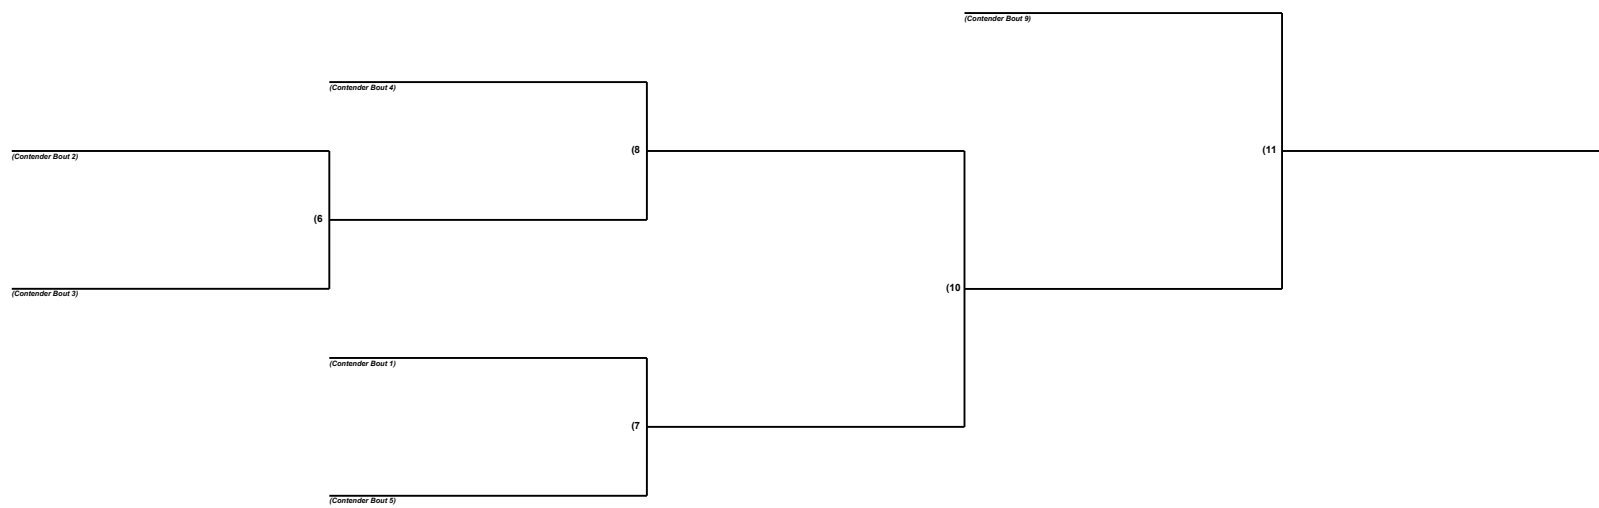 (Contender Bout 9)
(Contender Bout 4)
(8
(11
(Contender Bout 2)
(6
(10
(Contender Bout 3)
(Contender Bout 1)
(7
(Contender Bout 5)